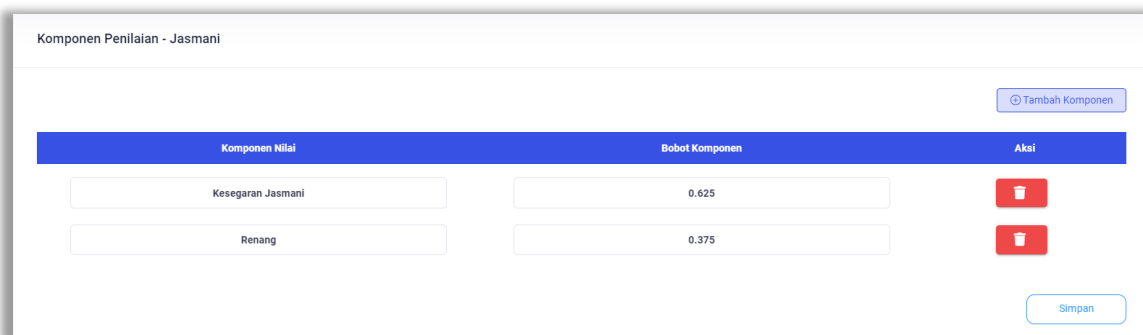 Komponen Penilaian - Jasmani
Tambah Komponen
Komponen Nilai Bobot Komponen Aksi
Kesegaran Jasmani 0.625
Renang 0.375
Simpan